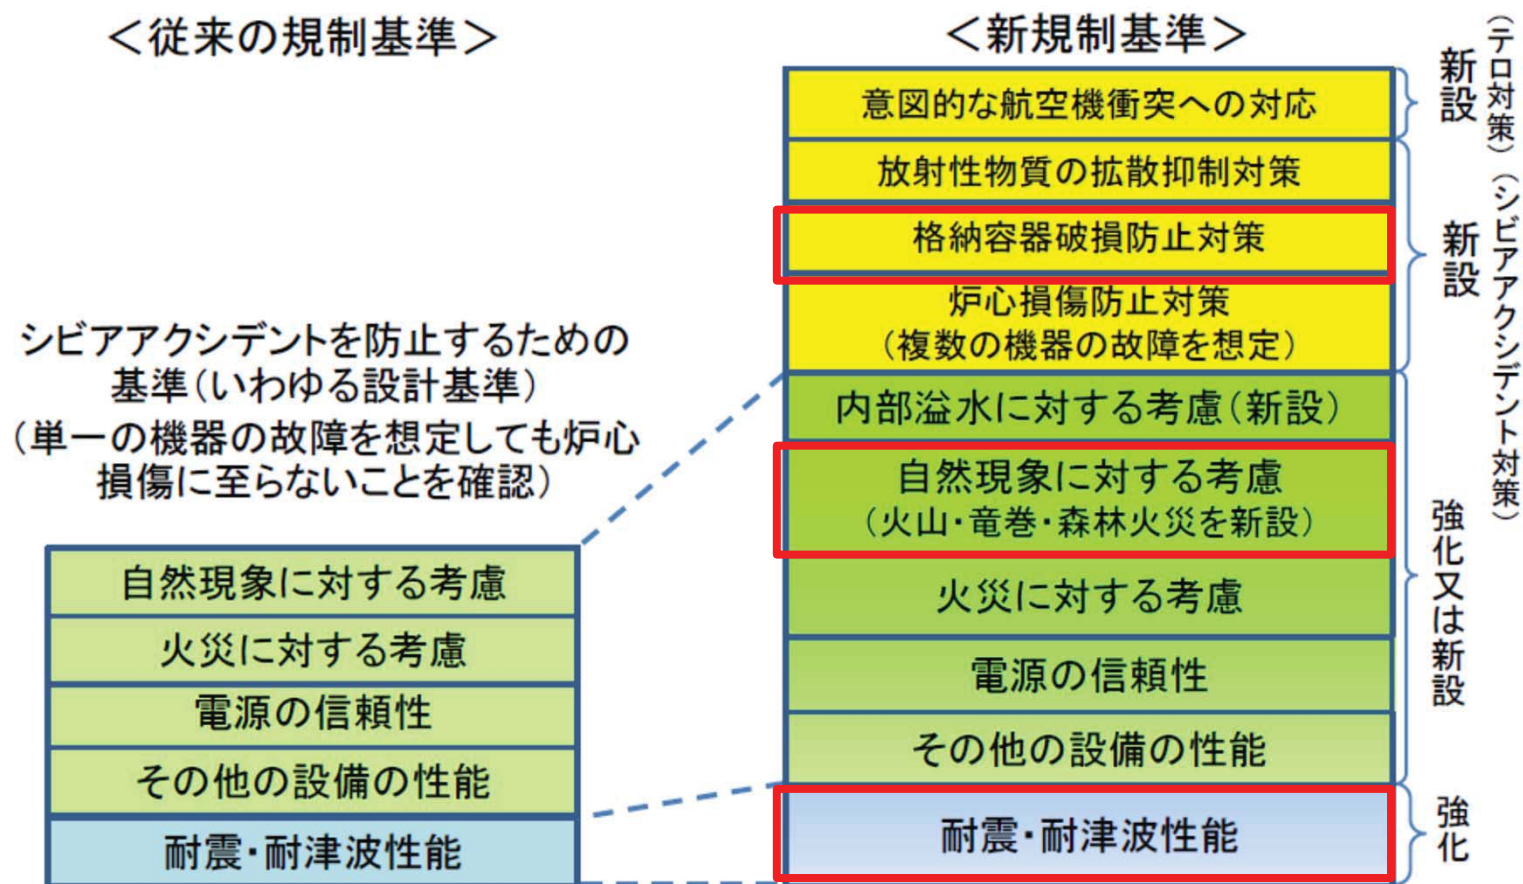 ＜従来の規制基準＞
シビアアクシデントを防止するための
基準（いわゆる設計基準）
（単一の機器の故障を想定しても炉心
損傷に至らないことを確認）
自然現象に対する考慮
火災に対する考慮
電源の信頼性
その他の設備の性能
耐震・耐津波性能
＜新規制基準＞
意図的な航空機衝突への対応
放射性物質の拡散抑制対策
格納容器破損防止対策
炉心損傷防止対策
（複数の機器の故障を想定）
内部溢水に対する考慮（新設）
自然現象に対する考慮
（火山・竜巻・森林火災を新設）
火災に対する考慮
電源の信頼性
その他の設備の性能
耐震・耐津波性能
新設
（テロ対策）
新設
（シビアアクシデント対策）
強化又は新設
強化